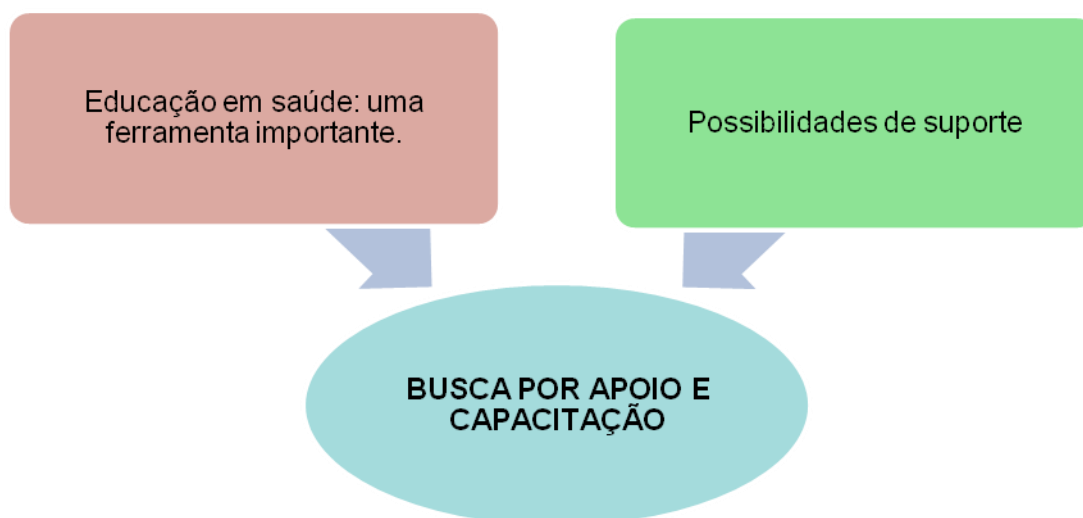 Educação em saúde: uma
ferramenta importante.
Possibilidades de suporte
BUSCA POR APOIO E
CAPACITAÇÃO